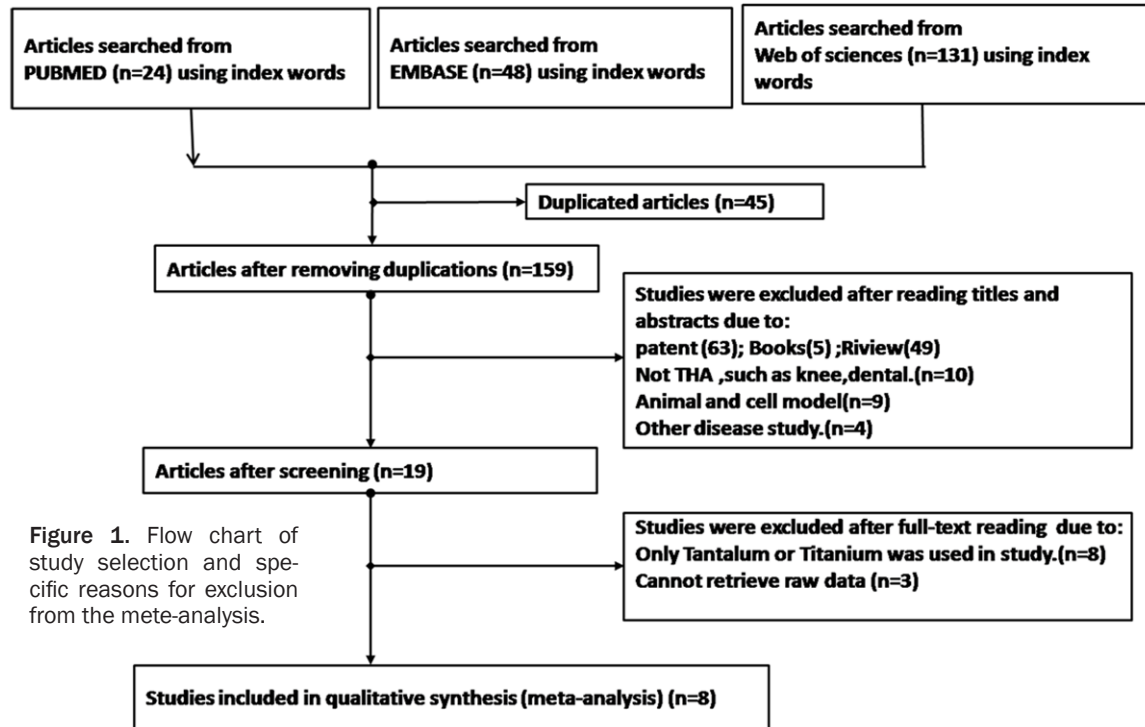 Articles searched from
PUBMED (n=24) using index words
Articles searched from
EMBASE (n=48) using index words
Articles searched from
Web of sciences (n=131) using index
words
Duplicated articles (n=45)
Articles after removing duplications (n=159)
Studies were excluded after reading titles and
abstracts due to:
patent (63); Books(5) ;Riview(49)
Not THA ,such as knee,dental.(n=10)
Animal and cell model(n=9)
Other disease study.(n=4)
Articles after screening (n=19)
Figure 1. Flow chart of
study selection and spe-
cific reasons for exclusion
from the mete-analysis.
Studies were excluded after full-text reading due to:
Only Tantalum or Titanium was used in study.(n=8)
Cannot retrieve raw data (n=3)
Studies included in qualitative synthesis (meta-analysis) (n=8)